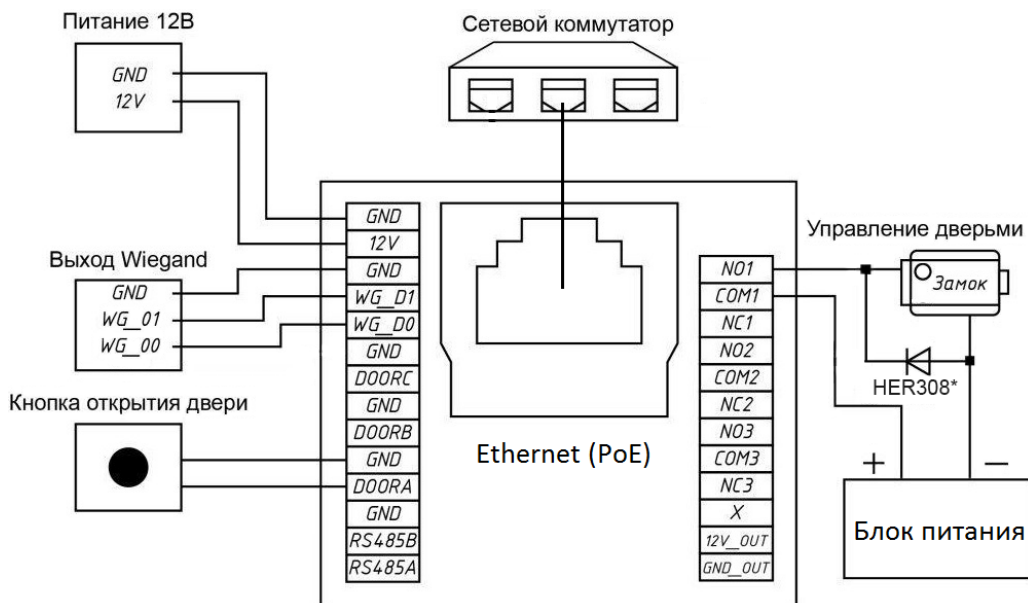 Питание 12В
GND
12V
Сетевой коммутатор
Выход Wiegand
GND
WG_01
WG_00
Кнопка открытия двери
GND
12V
GND
WG_D1
WG_D0
GND
DOORC
GND
DOORB
GND
DOORA
GND
RS485B
RS485A
Ethernet (PoE)
NO1
COM1
NC1
NO2
COM2
NC2
NO3
COM3
NC3
X
12V_OUT
GND_OUT
Управление дверьми
Замок
HER308*
+ −
Блок питания